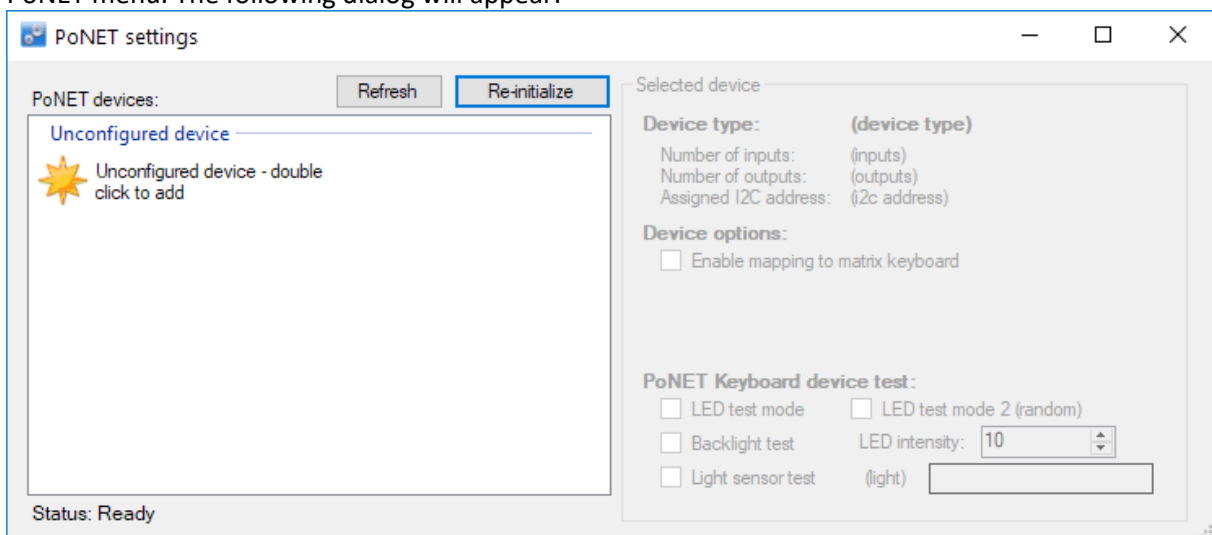 PoNET menu. The following dialog will appear:
PoNET settings
PoNET devices:
Refresh
Re-initialize
Unconfigured device
Unconfigured device - double
click to add
Status: Ready
Selected device
Device type: (device type)
Number of inputs: (inputs)
Number of outputs: (outputs)
Assigned I2C address: (i2c address)
Device options:
Enable mapping to matrix keyboard
PoNET Keyboard device test:
LED test mode LED test mode 2 (random)
Backlight test LED intensity: 10
Light sensor test (light)